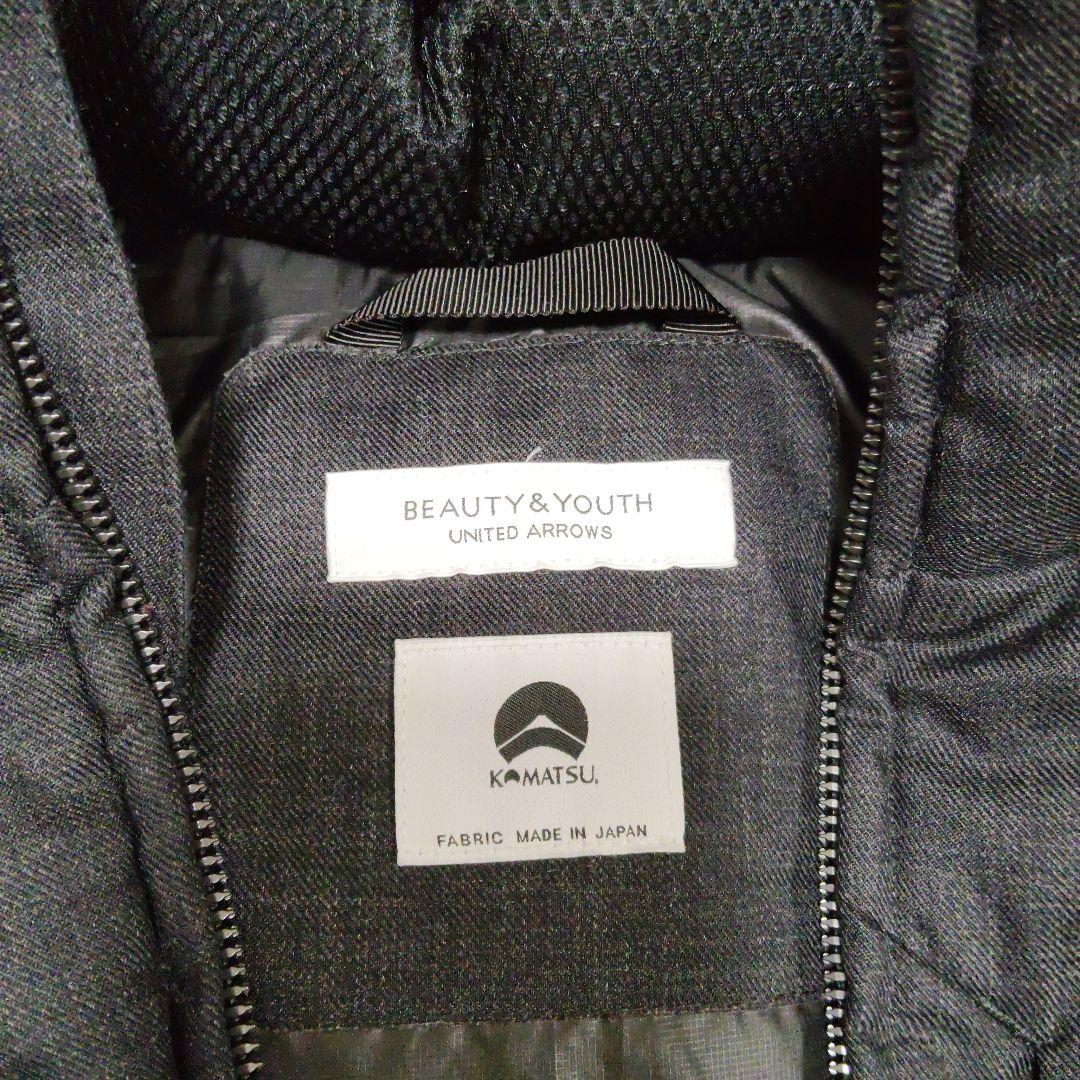 BEAUTY&YOUTH
UNITED ARROWS
KOMATSU.
FABRIC MADE IN JAPAN